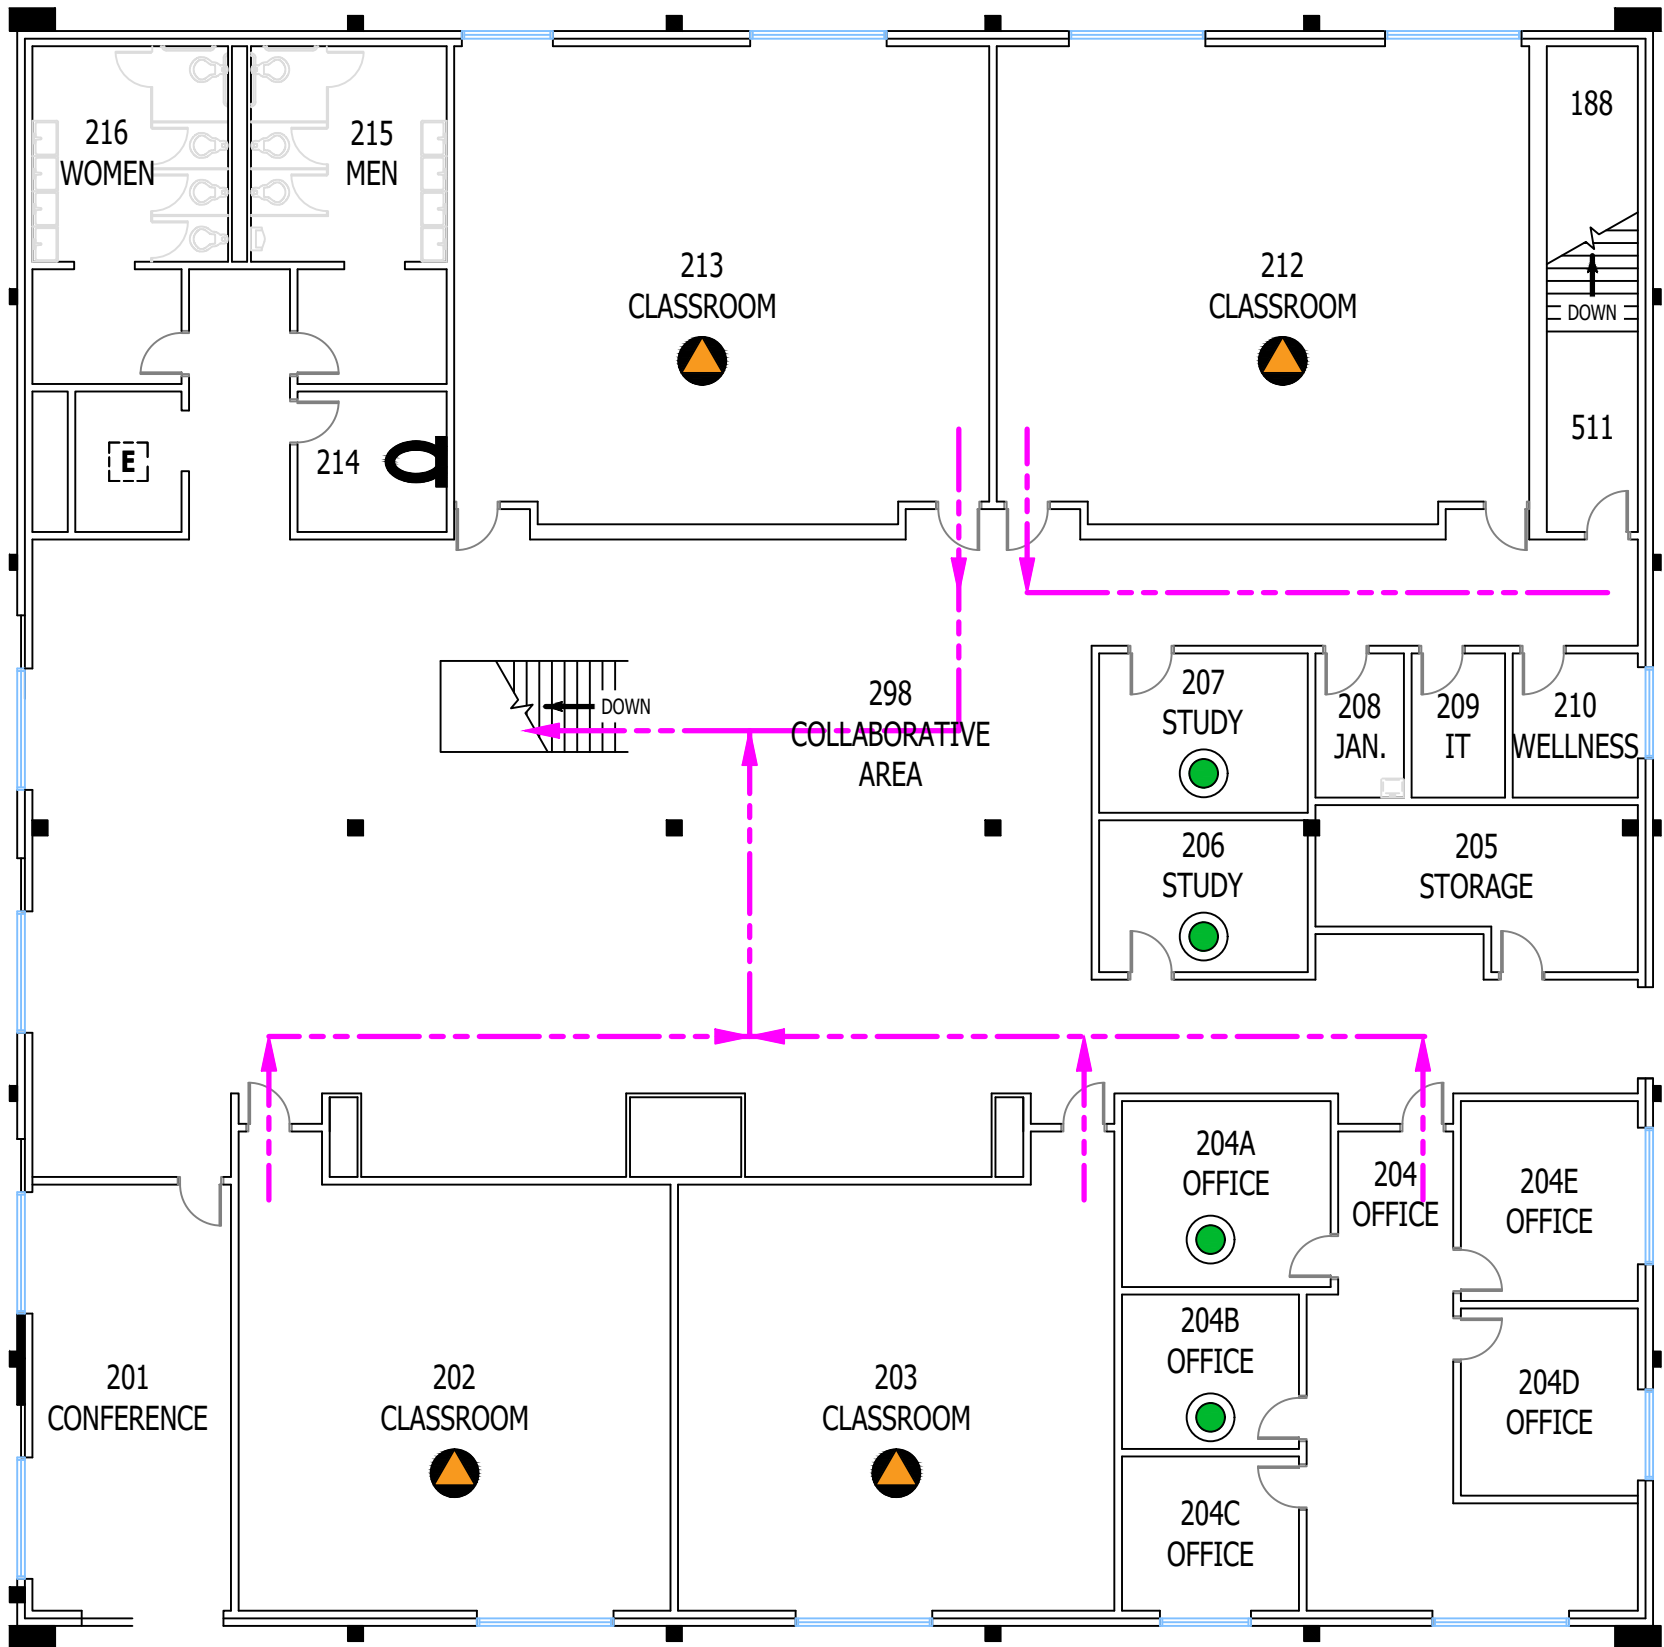 188
216
WOMEN
215
MEN
213
CLASSROOM
212
CLASSROOM
DOWN
511
E
214
298
COLLABORATIVE
AREA
DOWN
207
STUDY
208
JAN.
209
IT
210
WELLNESS
206
STUDY
205
STORAGE
204A
OFFICE
204
OFFICE
204E
OFFICE
201
CONFERENCE
202
CLASSROOM
203
CLASSROOM
204B
OFFICE
204D
OFFICE
204C
OFFICE